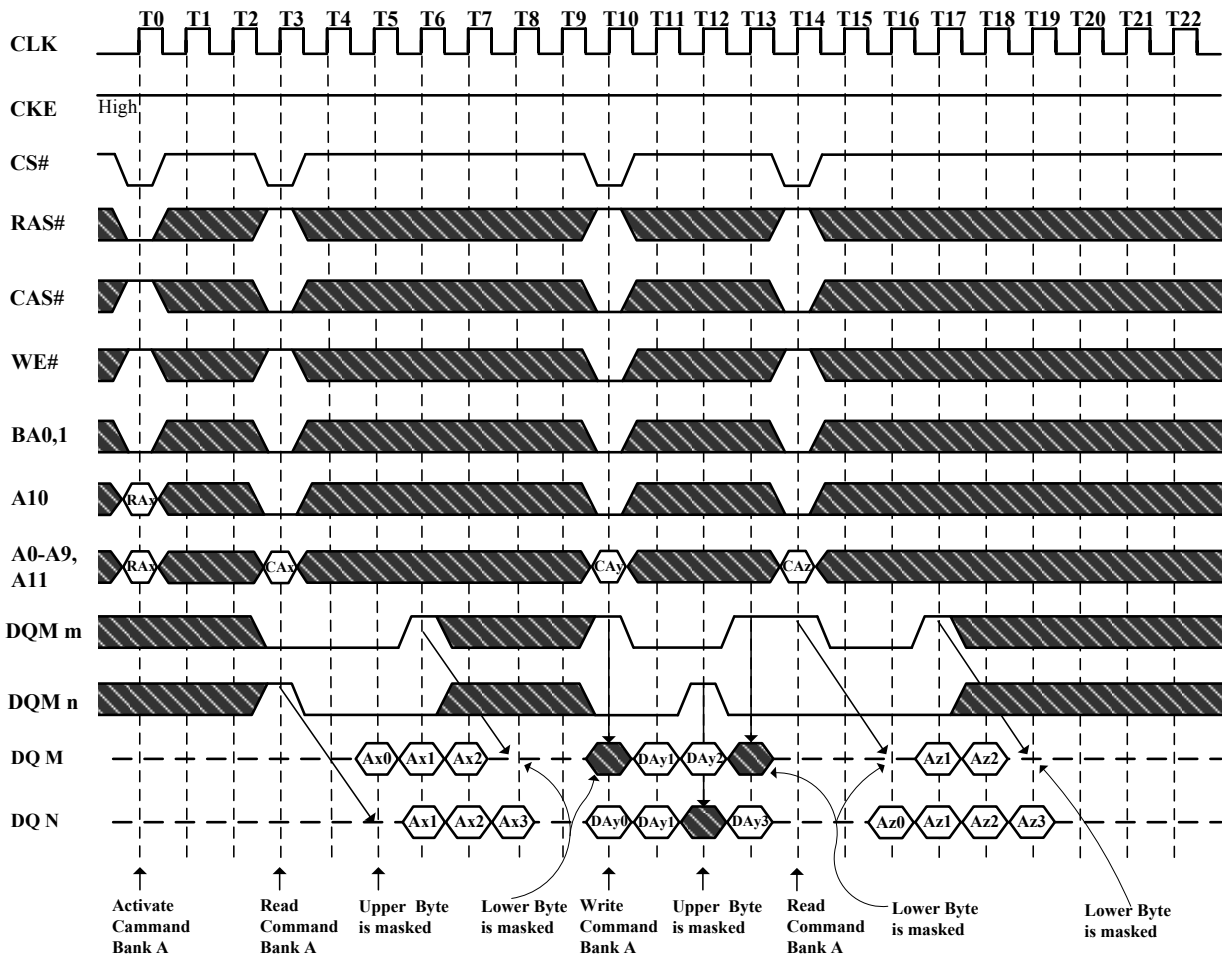 T0 T1 T2 T3 T4 T5 T6 T7 T8 T9 T10 T11 T12 T13 T14 T15 T16 T17 T18 T19 T20 T21 T22
CLK
CKE High
CS#
RAS#
CAS#
WE#
BA0,1
A10 RAx
A0-A9,
A11
RAx CAx CAy CAz
DQM m
DQM n
DQ M Ax0 Ax1 Ax2 DAy1 DAy2 Az1 Az2
DQ N Ax1 Ax2 Ax3 DAy0 DAy1 DAy3 Az0 Az1 Az2 Az3
Activate
Cammand
Bank A
Read
Command
Bank A
Upper Byte
is masked
Lower Byte
is masked
Write
Command
Bank A
Upper Byte
is masked
Read
Command
Bank A
Lower Byte
is masked
Lower Byte
is masked